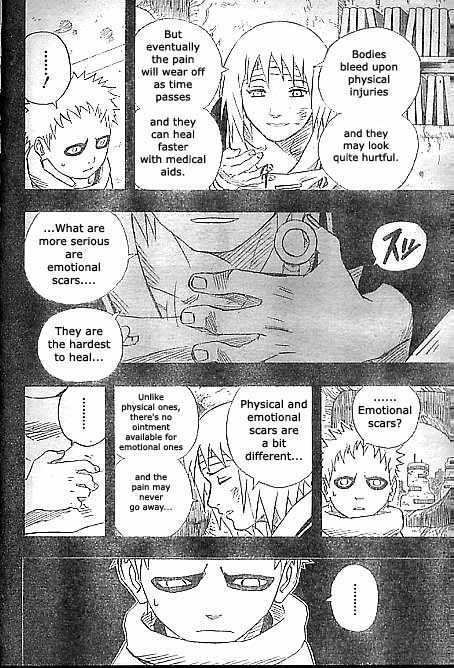 Bodies
bleed upon
physical
injuries
and they
may look
quite hurtful.
But
eventually
the pain
will wear off
as time
passes
and they
can heal
faster
with medical
aids.
........
スッ
...What are
more serious
are
emotional
scars....
They are
the hardest
to heal...
......
Emotional
scars?
Physical and
emotional
scars are
a bit
different...
Unlike
physical ones,
there's no
ointment
available for
emotional ones
and the
pain may
never
go away...
.........
.........